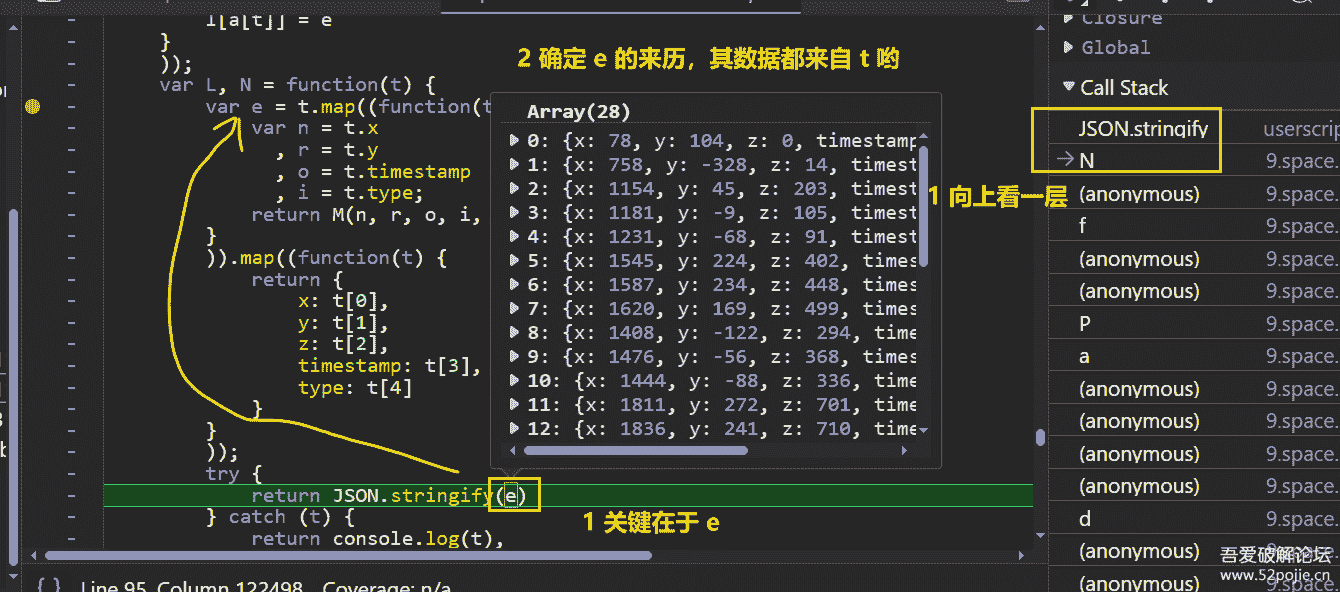 l[a[t]] = e
}
}));
var L, N = function(t) {
var e = t.map((function(t
var n = t.x
, r = t.y
, o = t.timestamp
, i = t.type;
return M(n, r, o, i,
}
)).map((function(t) {
return {
x: t[0],
y: t[1],
z: t[2],
timestamp: t[3],
type: t[4]
}
}
));
try {
return JSON.stringify(e)
} catch (t) {
return console.log(t),
{ } Line 95, Column 122498 Coverage: n/a
2 确定 e 的来历，其数据都来自 t 哟
Array(28)
0: {x: 78, y: 104, z: 0, timestamp
1: {x: 758, y: -328, z: 14, timest
2: {x: 1154, y: 45, z: 203, timest
3: {x: 1181, y: -9, z: 105, timest
4: {x: 1231, y: -68, z: 91, timest
5: {x: 1545, y: 224, z: 402, times
6: {x: 1587, y: 234, z: 448, times
7: {x: 1620, y: 169, z: 499, times
8: {x: 1408, y: -122, z: 294, time
9: {x: 1476, y: -56, z: 368, times
10: {x: 1444, y: -88, z: 336, time
11: {x: 1811, y: 272, z: 701, time
12: {x: 1836, y: 241, z: 710, time
1 关键在于 e
1 向上看一层
Closure
Global
Call Stack
JSON.stringify userscrip
N 9.space.
(anonymous) 9.space.
f 9.space.
(anonymous) 9.space.
(anonymous) 9.space.
P 9.space.
a 9.space.
(anonymous) 9.space.
(anonymous) 9.space.
(anonymous) 9.space.
(anonymous) 9.space.
d 9.space.
(anonymous) 9.space.
(anonymous) 9.space.
吾爱破解论坛
www.52pojie.cn